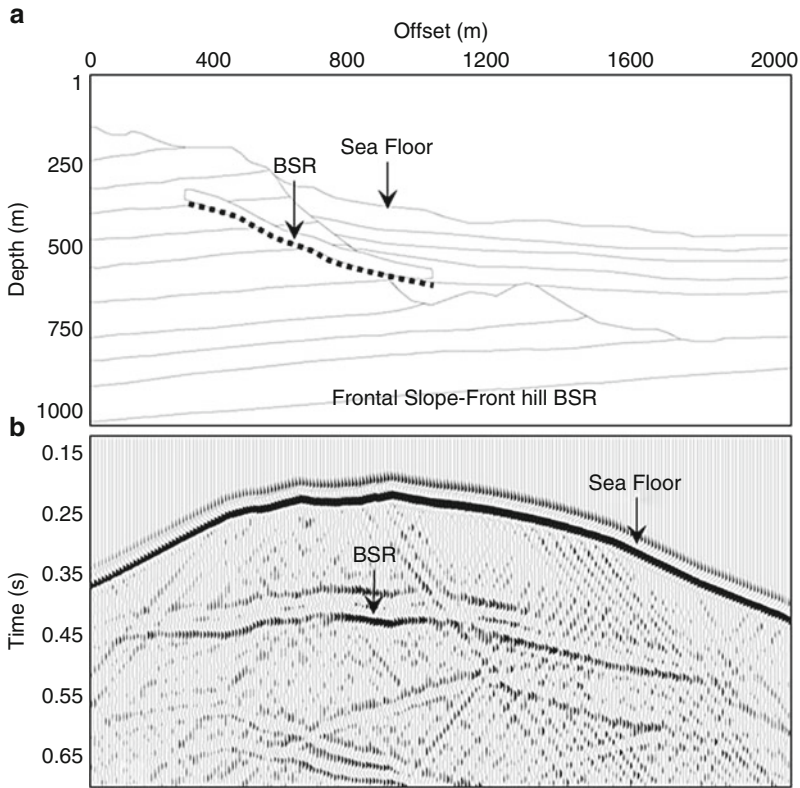 a
Offset (m)
0 400 800 1200 1600 2000
1
250
500
750
1000
Depth (m)
BSR
Sea Floor
Frontal Slope-Front hill BSR
b
0.15
0.25
0.35
0.45
0.55
0.65
Time (s)
Sea Floor
BSR